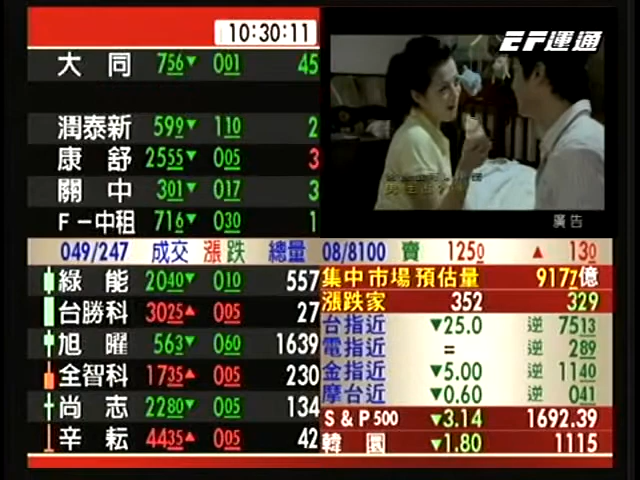 10:30:11
EF運通
大同 756▼ 001 45
潤泰新 599▼ 110 2
康舒 2555▼ 005 3
關中 301▼ 017 3
F－中租 716▼ 030 1
廣告
049/247 成交 漲跌 總量 08/8100 賣 1250 ▲ 130
綠能 2040▼ 010 557
台勝科 3025▲ 005 27
旭曜 563▼ 060 1639
全智科 1735▲ 005 230
尚志 2280▼ 005 134
辛耘 4435▲ 005 42
集中市場預估量 9177億
漲跌家 352 329
台指近 ▼25.0 逆 7513
電指近 = 逆 289
金指近 ▼5.00 逆 1140
摩台近 ▼0.60 逆 041
S&P500 ▼3.14 1692.39
韓圜 ▼1.80 1115